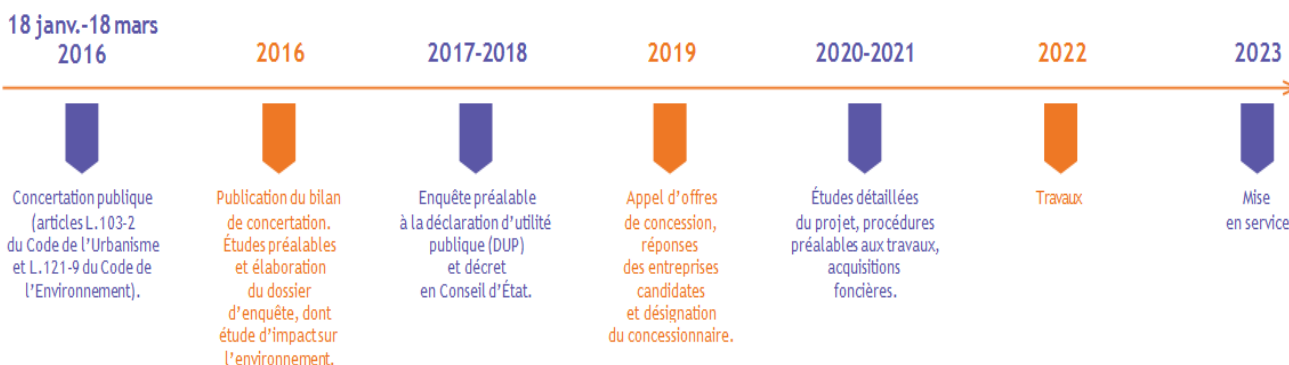 18 janv.-18 mars
2016
2016
2017-2018
2019
2020-2021
2022
2023
Concertation publique
(articles L.103-2
du Code de l'Urbanisme
et L.121-9 du Code de
l'Environnement).
Publication du bilan
de concertation.
Études préalables
et élaboration
du dossier
d'enquête, dont
étude d'impact sur
l'environnement.
Enquête préalable
à la déclaration d'utilité
publique (DUP)
et décret
en Conseil d'État.
Appel d'offres
de concession,
réponses
des entreprises
candidates
et désignation
du concessionnaire.
Études détaillées
du projet, procédures
préalables aux travaux,
acquisitions
foncières.
Travaux
Mise
en service